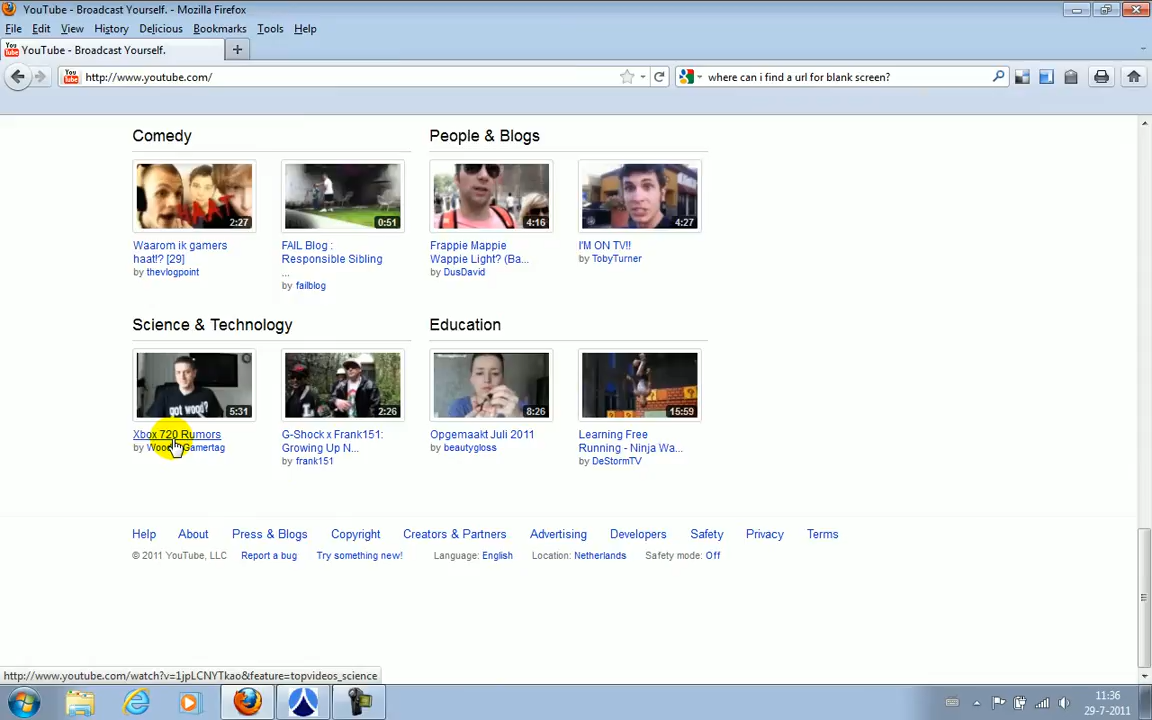 YouTube - Broadcast Yourself. - Mozilla Firefox
File Edit View History Delicious Bookmarks Tools Help
YouTube - Broadcast Yourself.
http://www.youtube.com/
where can i find a url for blank screen?
Comedy
People & Blogs
2:27
0:51
4:16
4:27
Waarom ik gamers
haat!? [29]
by thevlogpoint
FAIL Blog :
Responsible Sibling
...
by failblog
Frappie Mappie
Wappie Light? (Ba...
by DusDavid
I'M ON TV!!
by TobyTurner
Science & Technology
Education
got wood?
5:31
2:26
8:26
15:59
Xbox 720 Rumors
by Gamertag
G-Shock x Frank151:
Growing Up N...
by frank151
Opgemaakt Juli 2011
by beautygloss
Learning Free
Running - Ninja Wa...
by DeStormTV
Help About Press & Blogs Copyright Creators & Partners Advertising Developers Safety Privacy Terms
© 2011 YouTube, LLC Report a bug Try something new! Language: English Location: Netherlands Safety mode: Off
http://www.youtube.com/watch?v=1jpLCNYTkao&feature=topvideos_science
11:36
29-7-2011